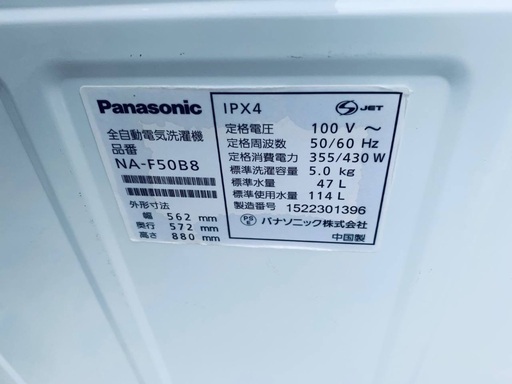 Panasonic
全自動電気洗濯機
品番
NA-F50B8
外形寸法
幅 562 mm
奥行 572 mm
高さ 880 mm
IPX4
S JET
定格電圧 100 V ～
定格周波数 50/60 Hz
定格消費電力 355/430 W
標準洗濯容量 5.0 kg
標準水量 47 L
標準使用水量 114 L
製造番号 1522301396
PS E パナソニック株式会社
中国製